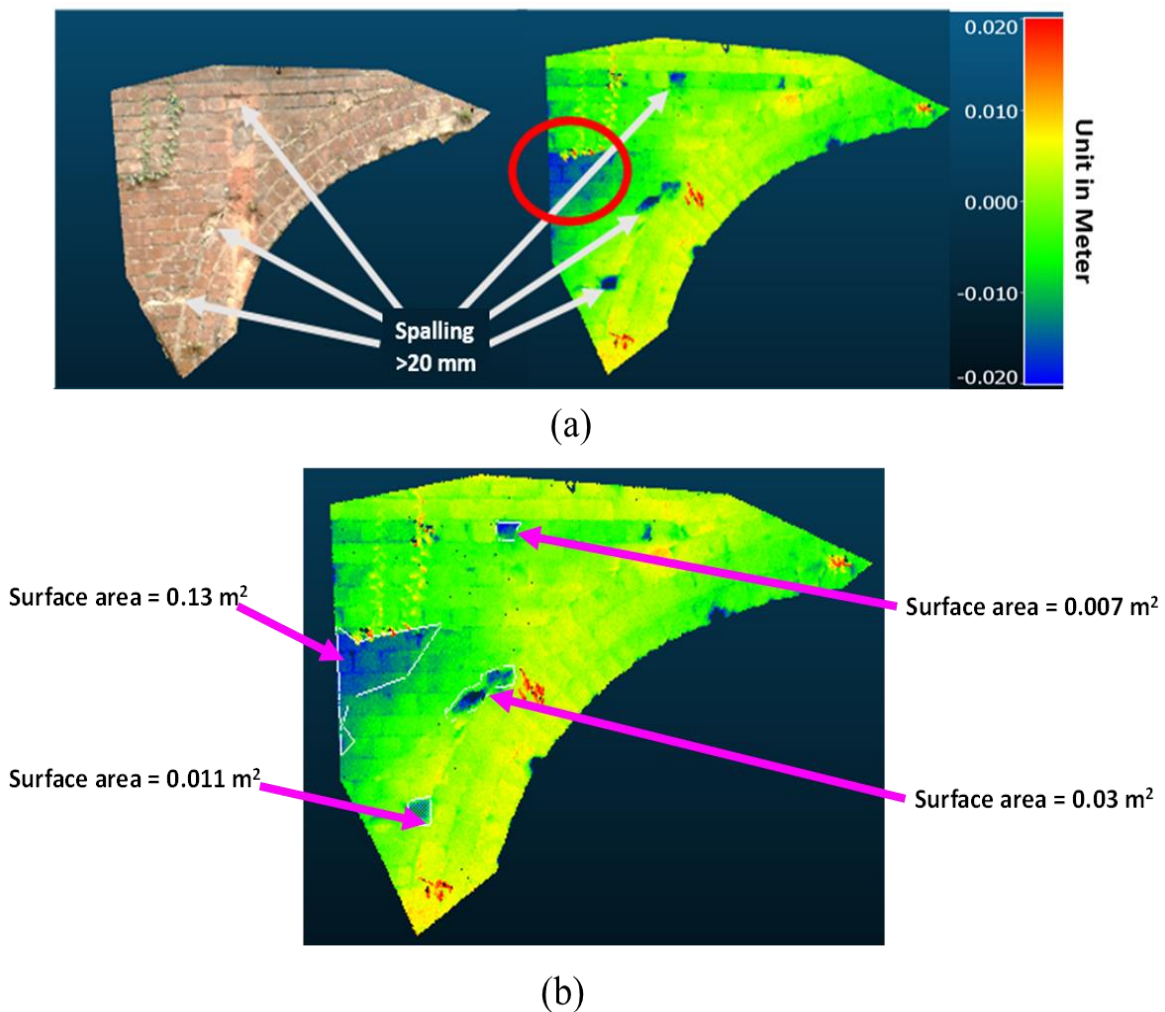 0.020
0.010
0.000
-0.010
-0.020
Unit in Meter
Spalling
>20 mm
(a)
Surface area = 0.13 m²
Surface area = 0.007 m²
Surface area = 0.011 m²
Surface area = 0.03 m²
(b)